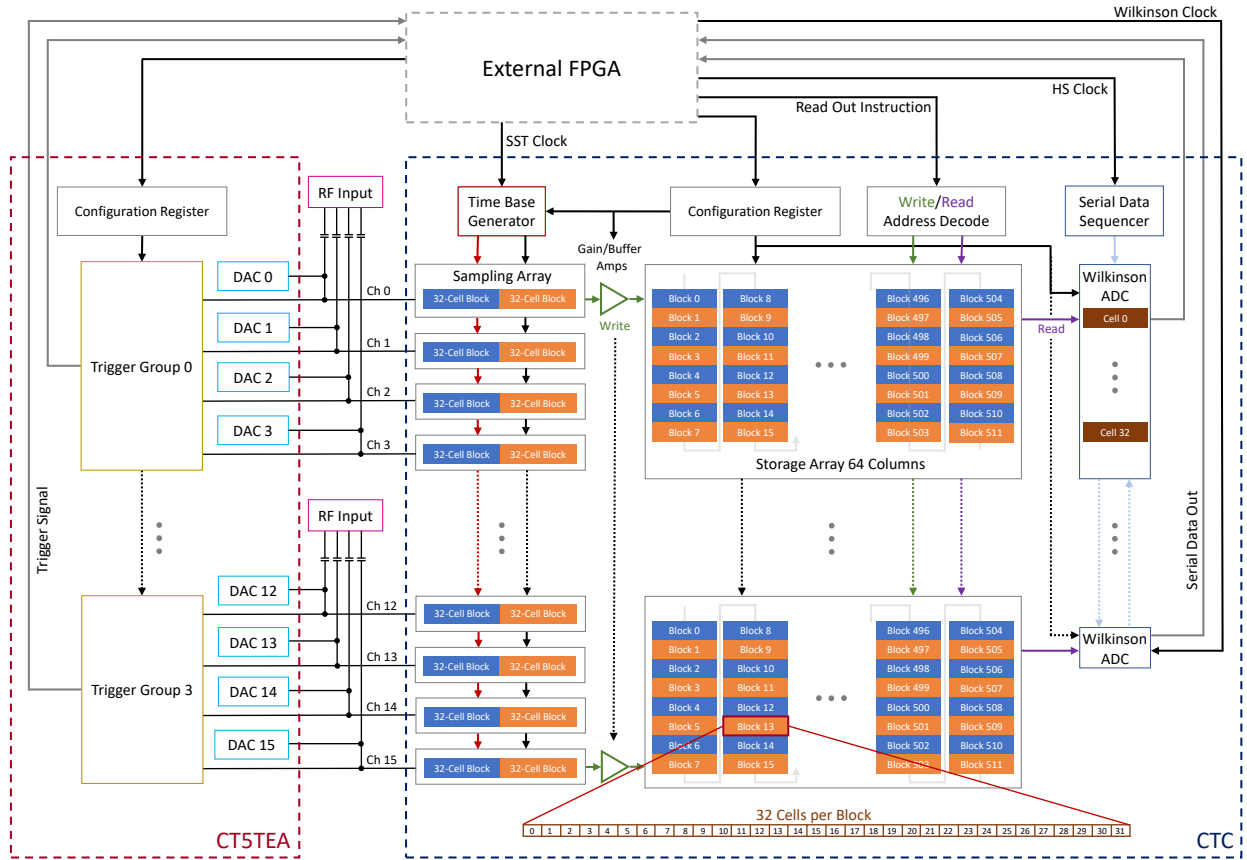 Wilkinson Clock
External FPGA
HS Clock
Read Out Instruction
SST Clock
RF Input
Configuration Register
Time Base
Generator
Configuration Register
Write/Read
Address Decode
Serial Data
Sequencer
Gain/Buffer
Amps
DAC 0
Sampling Array
Wilkinson
ADC
Ch 0
32-Cell Block 32-Cell Block
Write
Block 0 Block 8 Block 496 Block 504
Block 1 Block 9 Block 497 Block 505
Block 2 Block 10 Block 498 Block 506
Block 3 Block 11 Block 499 Block 507
Block 4 Block 12 Block 500 Block 508
Block 5 Block 13 Block 501 Block 509
Block 6 Block 14 Block 502 Block 510
Block 7 Block 15 Block 503 Block 511
Read
Cell 0
Cell 32
DAC 1
Ch 1
32-Cell Block 32-Cell Block
Trigger Group 0
DAC 2
Ch 2
32-Cell Block 32-Cell Block
DAC 3
Ch 3
32-Cell Block 32-Cell Block
Storage Array 64 Columns
Trigger Signal
RF Input
Serial Data Out
DAC 12
Ch 12
32-Cell Block 32-Cell Block
Block 0 Block 8 Block 496 Block 504
Block 1 Block 9 Block 497 Block 505
Block 2 Block 10 Block 498 Block 506
Block 3 Block 11 Block 499 Block 507
Block 4 Block 12 Block 500 Block 508
Block 5 Block 13 Block 501 Block 509
Block 6 Block 14 Block 502 Block 510
Block 7 Block 15 Block 503 Block 511
Wilkinson
ADC
DAC 13
Ch 13
32-Cell Block 32-Cell Block
Trigger Group 3
DAC 14
Ch 14
32-Cell Block 32-Cell Block
DAC 15
Ch 15
32-Cell Block 32-Cell Block
32 Cells per Block
0 1 2 3 4 5 6 7 8 9 10 11 12 13 14 15 16 17 18 19 20 21 22 23 24 25 26 27 28 29 30 31
CT5TEA
CTC